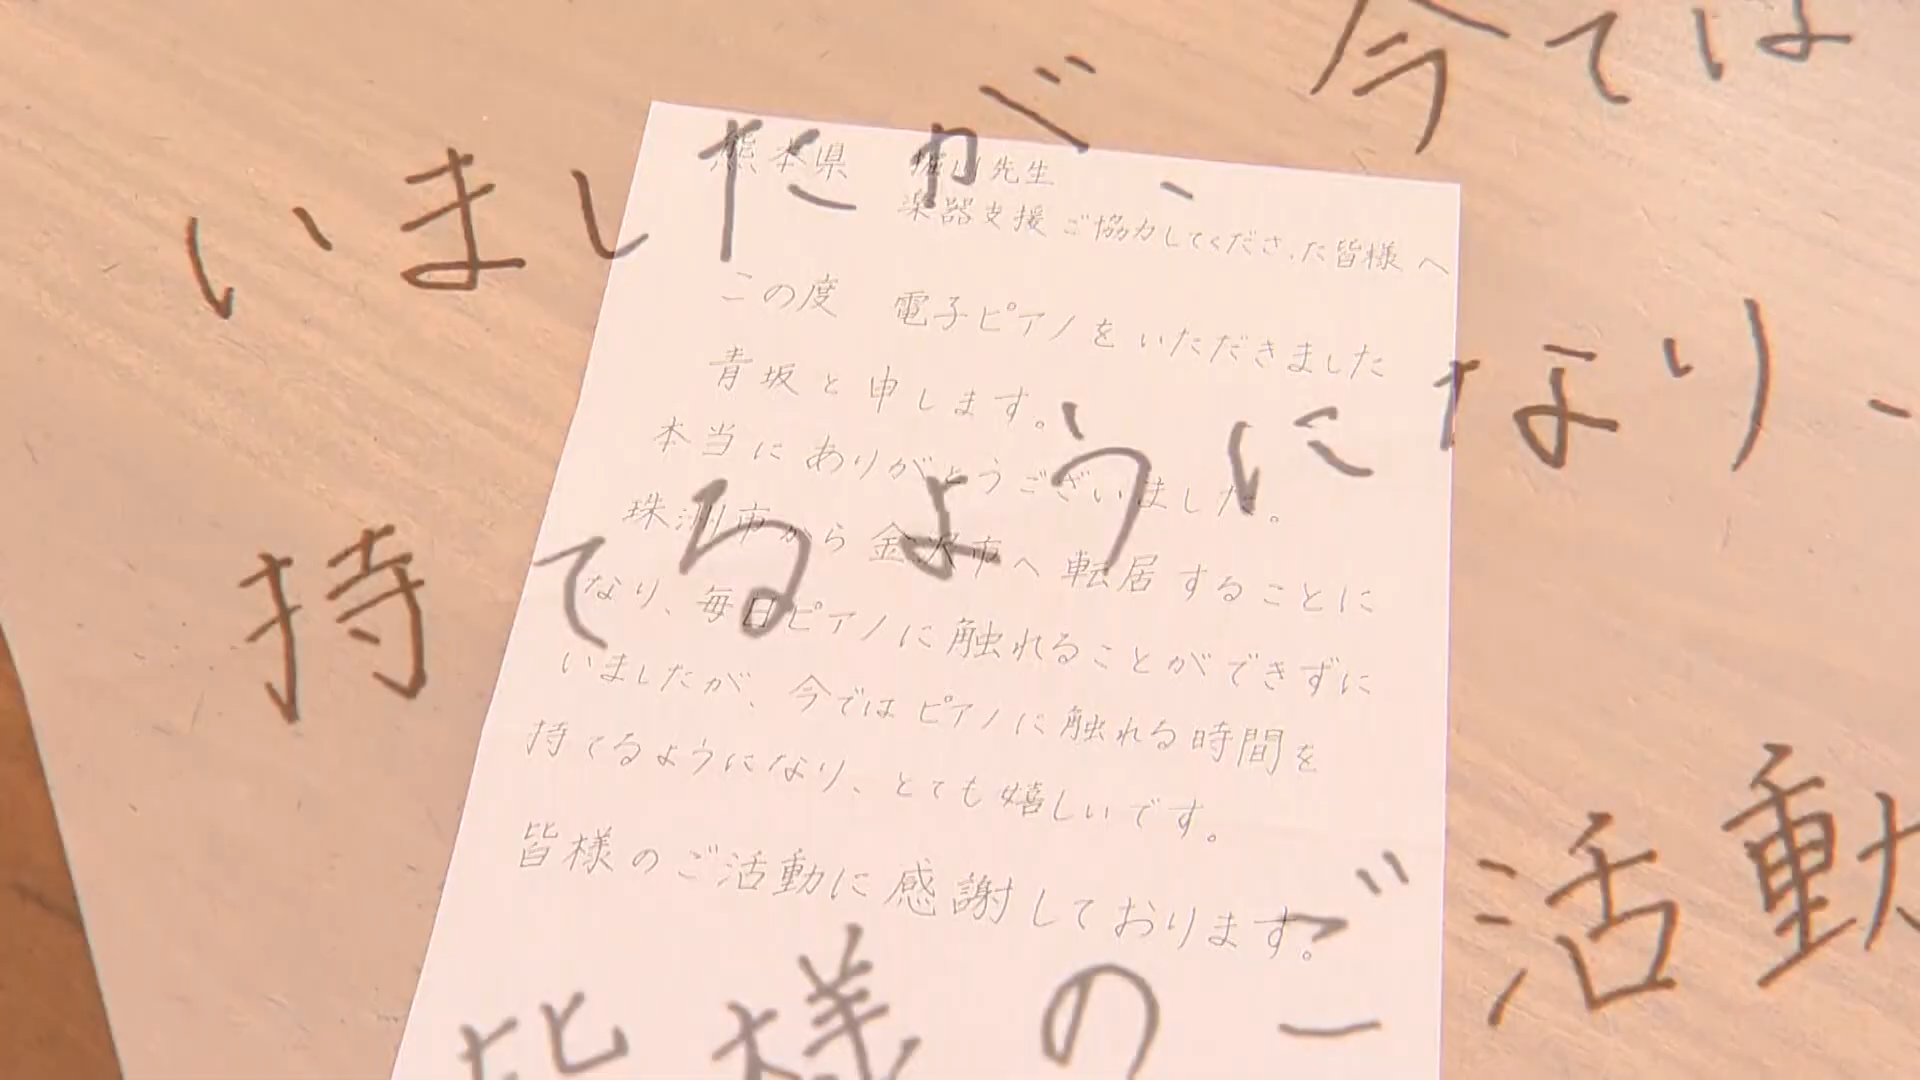 熊本県 堀川先生
楽器支援ご協力してくださった皆様へ
この度 電子ピアノをいただきました
青坂と申します。
本当にありがとうございました。
珠洲市から金沢市へ転居することに
なり、毎日ピアノに触れることができずに
いましたが、今ではピアノに触れる時間を
持てるようになり、とても嬉しいです。
皆様のご活動に感謝しております。
いましたが、今では
持てるようになり、
皆様のご活動